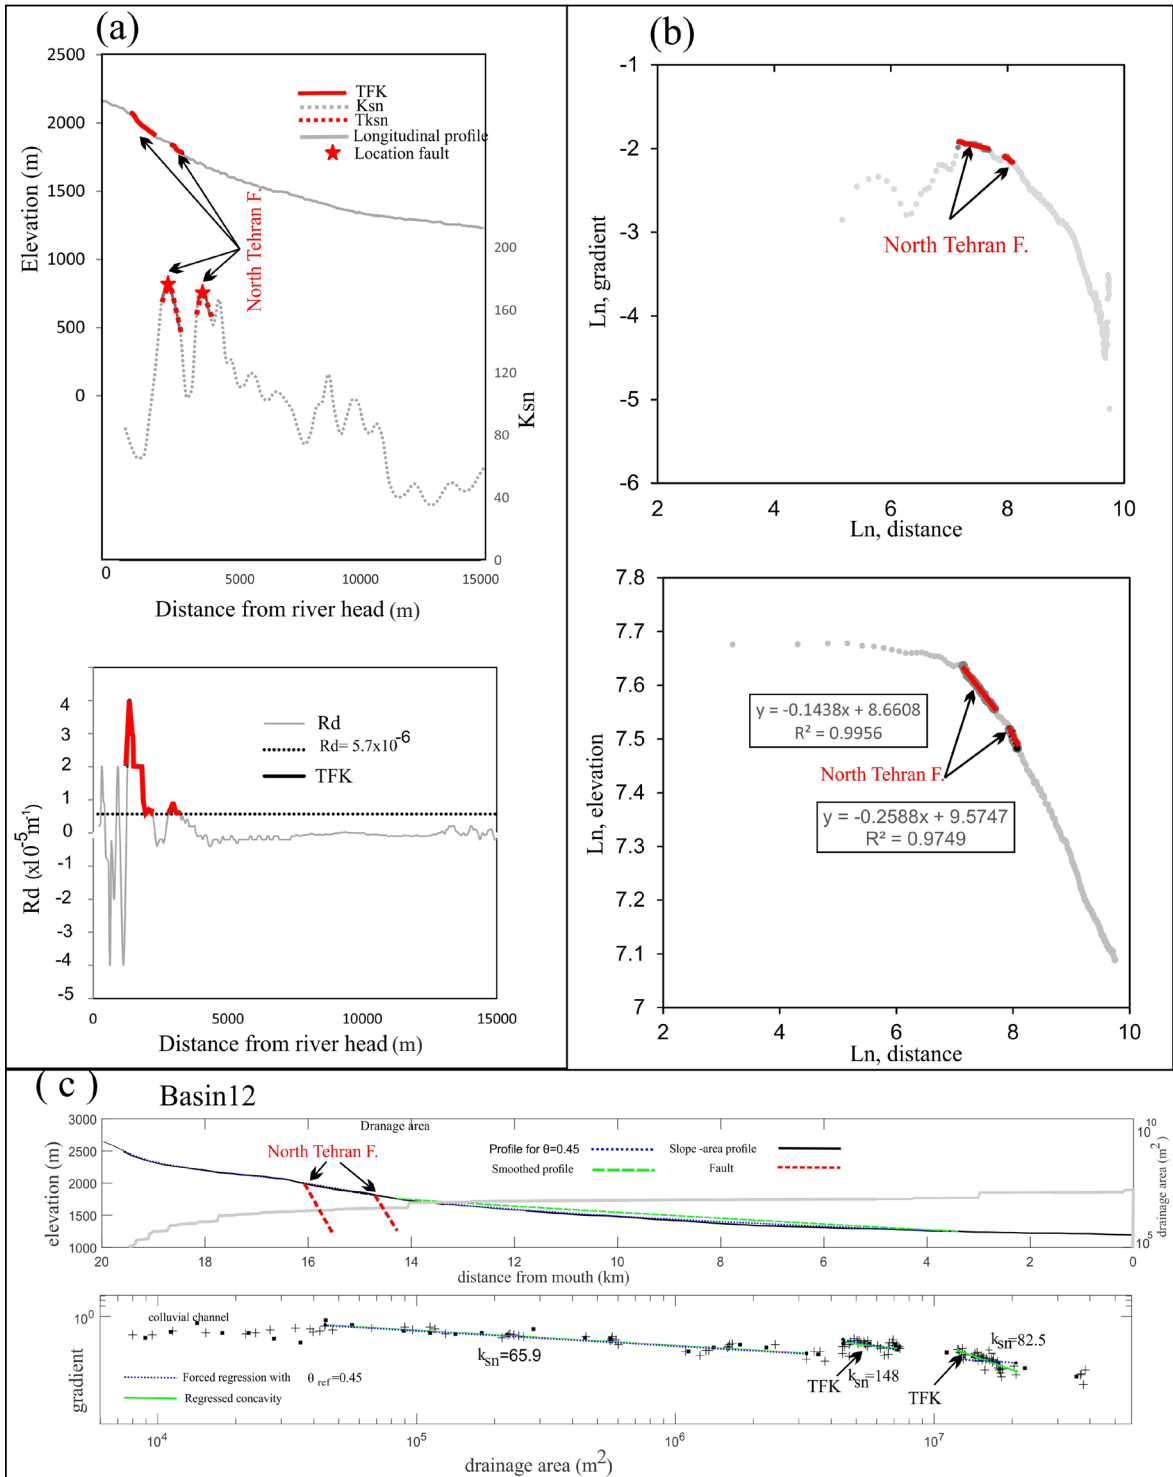 (a)
2500
2000
1500
1000
500
0
Elevation (m)
TFK
Ksn
Tksn
Longitudinal profile
Location fault
North Tehran F.
200
160
120
80
40
0
Ksn
0
5000
10000
15000
Distance from river head (m)
4
3
2
1
0
-1
-2
-3
-4
-5
Rd (x10⁻⁵m⁻¹)
Rd
Rd= 5.7x10⁻⁶
TFK
0
5000
10000
15000
Distance from river head (m)
(b)
-1
-2
-3
-4
-5
-6
Ln, gradient
North Tehran F.
2
4
6
8
10
Ln, distance
7.8
7.7
7.6
7.5
7.4
7.3
7.2
7.1
7
Ln, elevation
y = -0.1438x + 8.6608
R² = 0.9956
North Tehran F.
y = -0.2588x + 9.5747
R² = 0.9749
2
4
6
8
10
Ln, distance
( c )
Basin12
3000
2500
2000
1500
1000
elevation (m)
Dranage area
North Tehran F.
Profile for θ=0.45
Slope -area profile
Smoothed profile
Fault
10¹⁰
10⁵
drainage area (m²)
20
18
16
14
12
10
8
6
4
2
0
distance from mouth (km)
10⁰
gradient
colluvial channel
kₛₙ=65.9
TFK
kₛₙ=148
TFK
kₛₙ=82.5
Forced regression with θ ref=0.45
Regressed concavity
10⁴
10⁵
10⁶
10⁷
drainage area (m²)